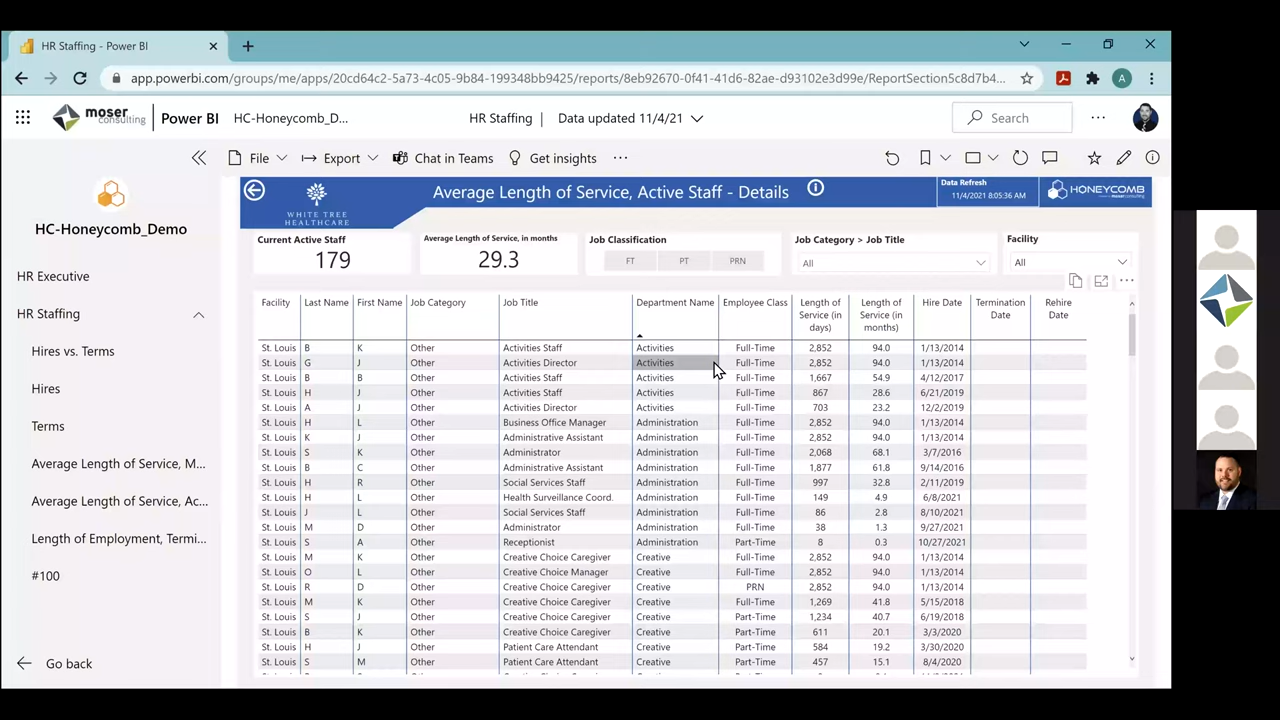 HR Staffing - Power BI
app.powerbi.com/groups/me/apps/20cd64c2-5a73-4c05-9b84-199348bb9425/reports/8eb92670-0f41-41d6-82ae-d93102e3d99e/ReportSection5c8d7b4...
A
moser consulting
Power BI
HC-Honeycomb_D...
HR Staffing | Data updated 11/4/21
Search
File
Export
Chat in Teams
Get insights
HC-Honeycomb_Demo
HR Executive
HR Staffing
Hires vs. Terms
Hires
Terms
Average Length of Service, M...
Average Length of Service, Ac...
Length of Employment, Termi...
#100
Go back
WHITE TREE
HEALTHCARE
Average Length of Service, Active Staff - Details
Data Refresh
11/4/2021 8:05:36 AM
HONEYCOMB
Current Active Staff
179
Average Length of Service, in months
29.3
Job Classification
FT PT PRN
Job Category > Job Title
All
Facility
All
Facility Last Name First Name Job Category Job Title Department Name Employee Class Length of Service (in days) Length of Service (in months) Hire Date Termination Date Rehire Date
St. Louis B K Other Activities Staff Activities Full-Time 2,852 94.0 1/13/2014
St. Louis G J Other Activities Director Activities Full-Time 2,852 94.0 1/13/2014
St. Louis B B Other Activities Staff Activities Full-Time 1,667 54.9 4/12/2017
St. Louis H J Other Activities Staff Activities Full-Time 867 28.6 6/21/2019
St. Louis A J Other Activities Director Activities Full-Time 703 23.2 12/2/2019
St. Louis H L Other Business Office Manager Administration Full-Time 2,852 94.0 1/13/2014
St. Louis K J Other Administrative Assistant Administration Full-Time 2,852 94.0 1/13/2014
St. Louis S K Other Administrator Administration Full-Time 2,068 68.1 3/7/2016
St. Louis B C Other Administrative Assistant Administration Full-Time 1,877 61.8 9/14/2016
St. Louis H R Other Social Services Staff Administration Full-Time 997 32.8 2/11/2019
St. Louis H L Other Health Surveillance Coord. Administration Full-Time 149 4.9 6/8/2021
St. Louis J L Other Social Services Staff Administration Full-Time 86 2.8 8/10/2021
St. Louis M D Other Administrator Administration Full-Time 38 1.3 9/27/2021
St. Louis S A Other Receptionist Administration Part-Time 8 0.3 10/27/2021
St. Louis M K Other Creative Choice Caregiver Creative Full-Time 2,852 94.0 1/13/2014
St. Louis O L Other Creative Choice Manager Creative Full-Time 2,852 94.0 1/13/2014
St. Louis R D Other Creative Choice Caregiver Creative PRN 2,852 94.0 1/13/2014
St. Louis M K Other Creative Choice Caregiver Creative Full-Time 1,269 41.8 5/15/2018
St. Louis S J Other Creative Choice Caregiver Creative Part-Time 1,234 40.7 6/19/2018
St. Louis B K Other Creative Choice Caregiver Creative Part-Time 611 20.1 3/3/2020
St. Louis H J Other Patient Care Attendant Creative Part-Time 584 19.2 3/30/2020
St. Louis S M Other Patient Care Attendant Creative Part-Time 457 15.1 8/4/2020